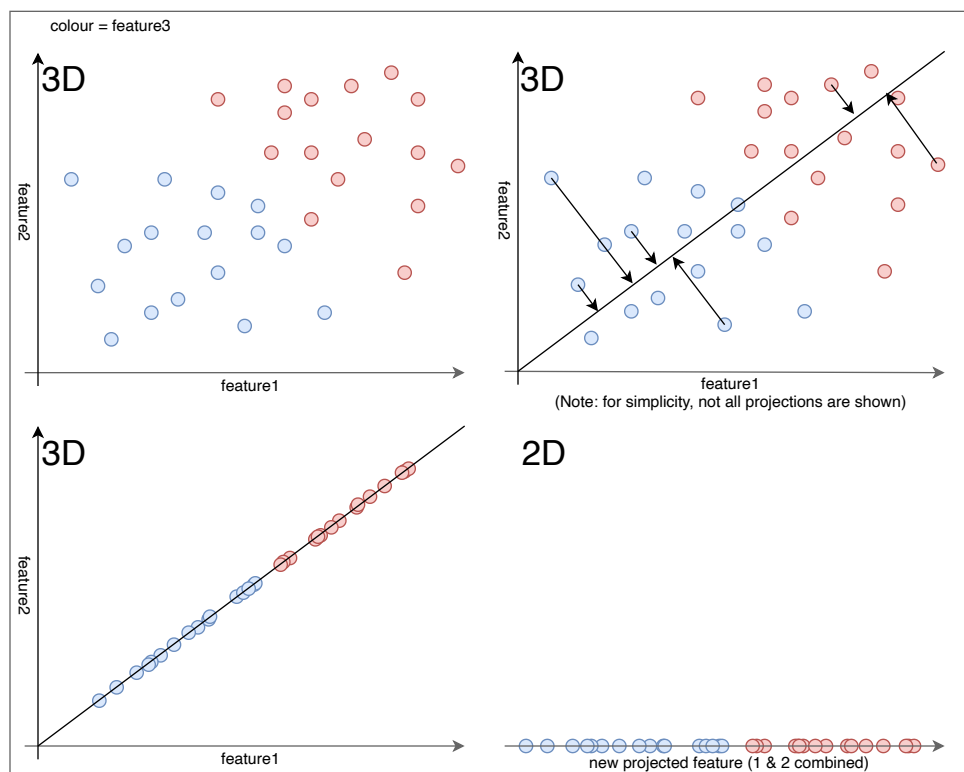 colour = feature3
3D
feature2
feature1
3D
feature2
feature1
(Note: for simplicity, not all projections are shown)
3D
feature2
feature1
2D
new projected feature (1 & 2 combined)